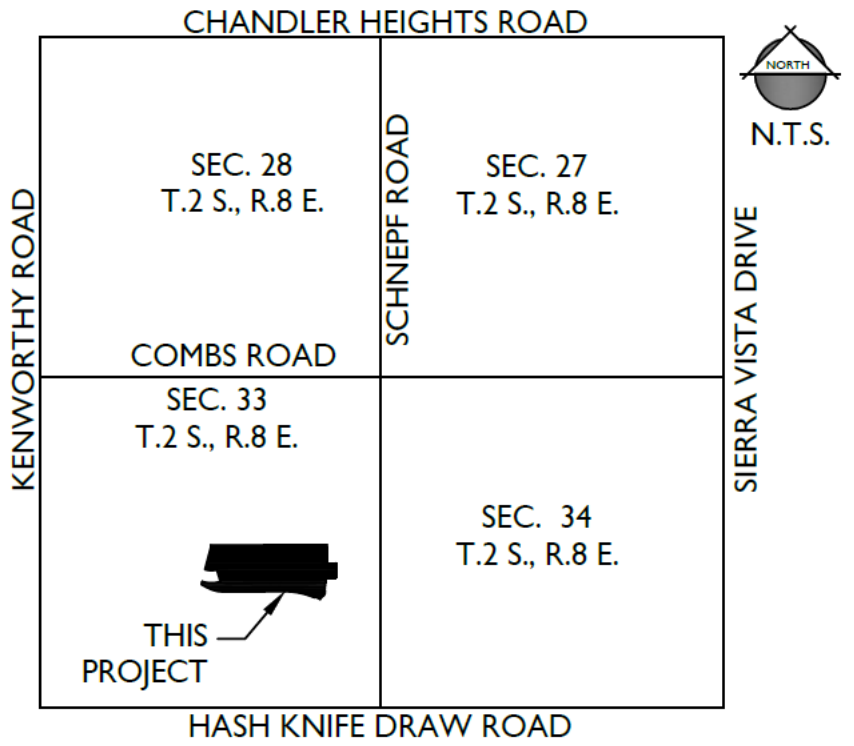 CHANDLER HEIGHTS ROAD
NORTH
N.T.S.
SEC. 28
T.2 S., R.8 E.
SCHNEPF ROAD
SEC. 27
T.2 S., R.8 E.
KENWORTHY ROAD
SIERRA VISTA DRIVE
COMBS ROAD
SEC. 33
T.2 S., R.8 E.
SEC. 34
T.2 S., R.8 E.
THIS
PROJECT
HASH KNIFE DRAW ROAD